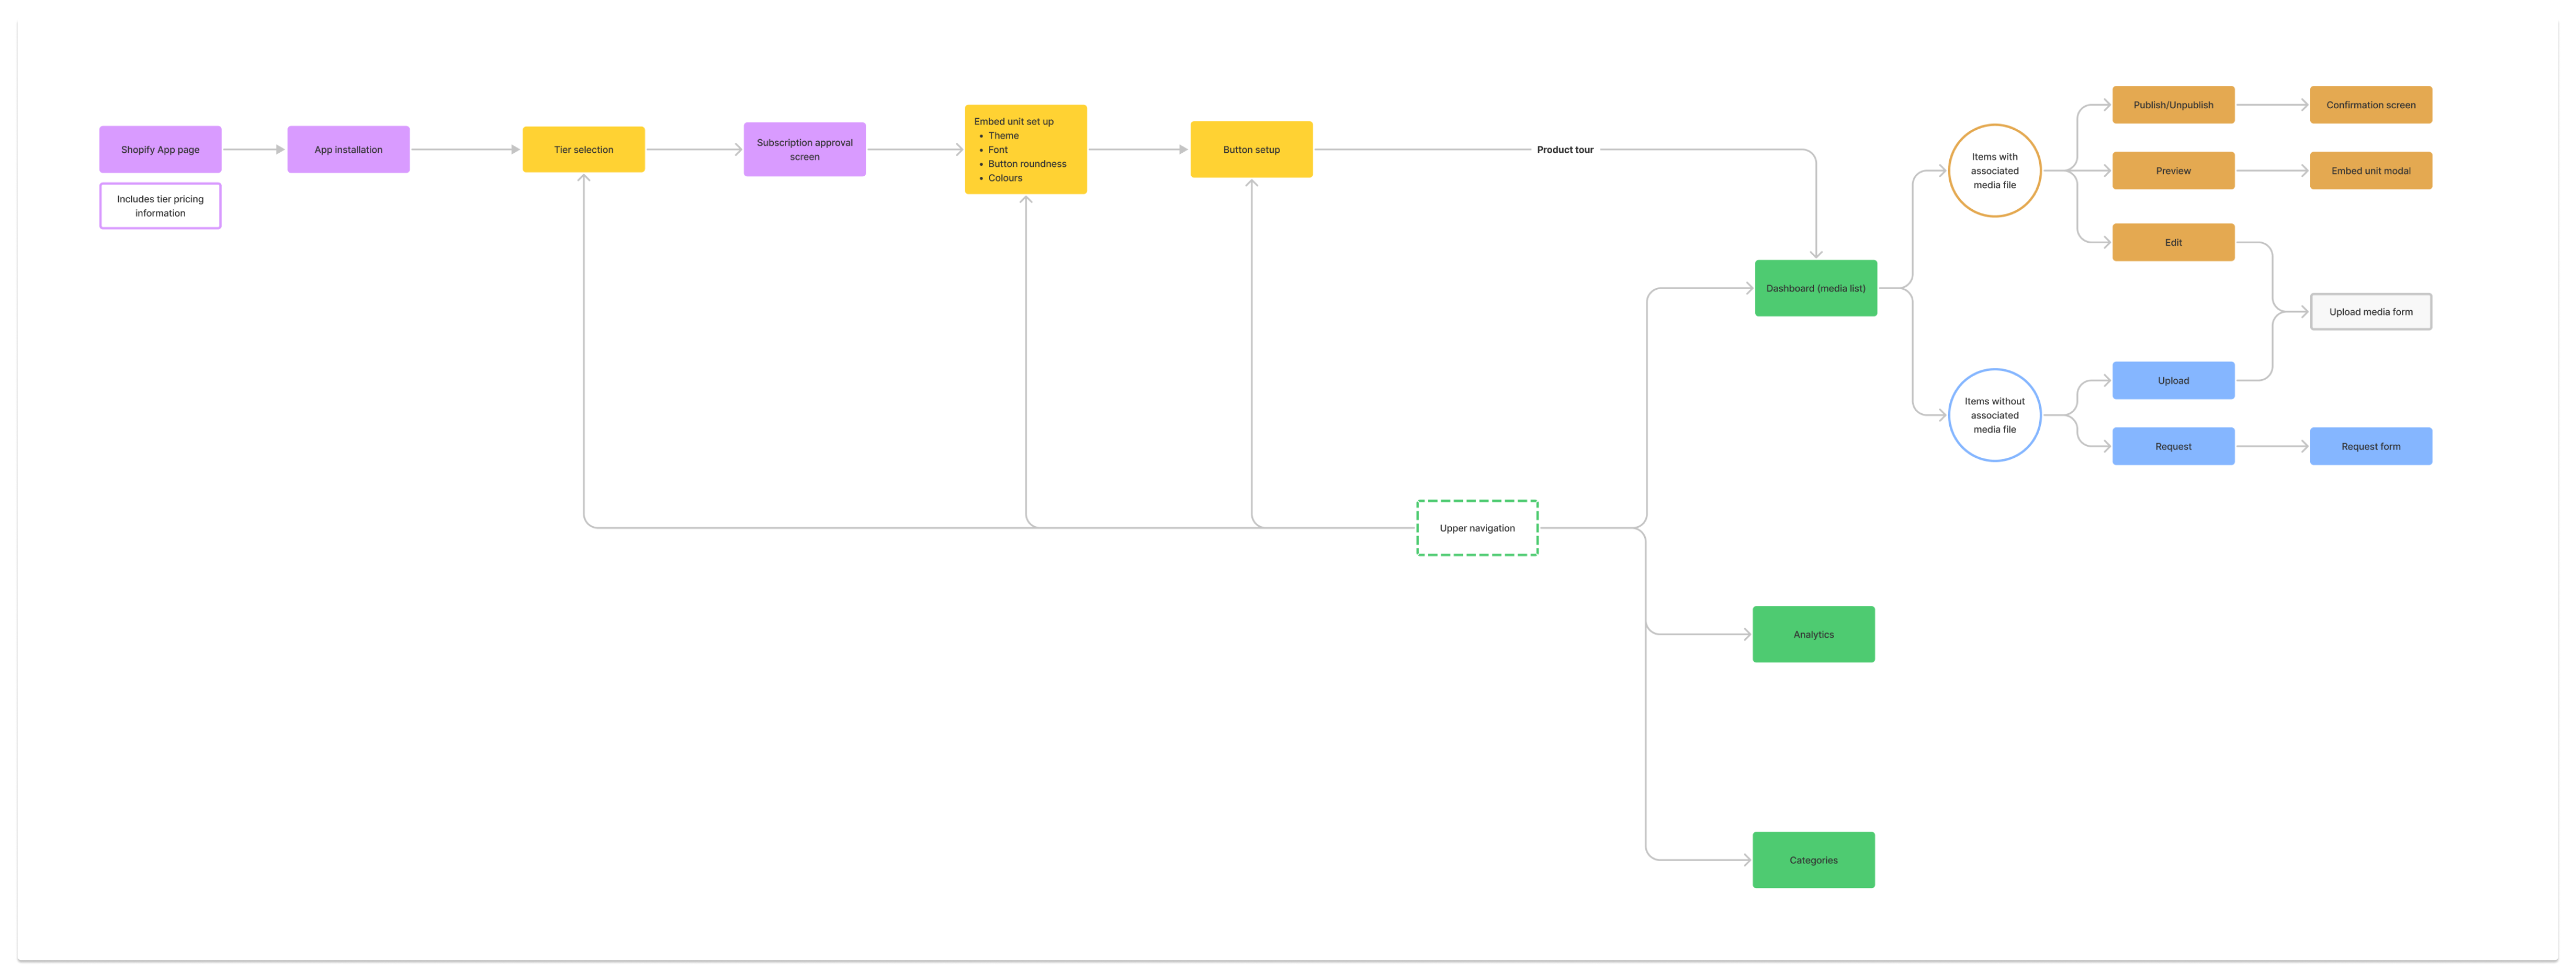 Shopify App page
Includes tier pricing
information
App installation
Tier selection
Subscription approval
screen
Embed unit set up
• Theme
• Font
• Button roundness
• Colours
Button setup
Product tour
Dashboard (media list)
Items with
associated
media file
Publish/Unpublish
Confirmation screen
Preview
Embed unit modal
Edit
Upload media form
Items without
associated
media file
Upload
Request
Request form
Upper navigation
Analytics
Categories